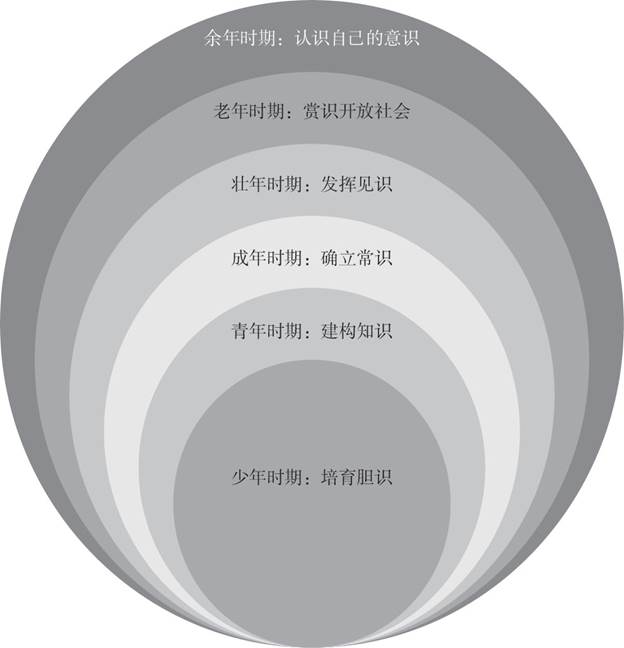 余年时期：认识自己的意识
老年时期：赏识开放社会
壮年时期：发挥见识
成年时期：确立常识
青年时期：建构知识
少年时期：培育胆识